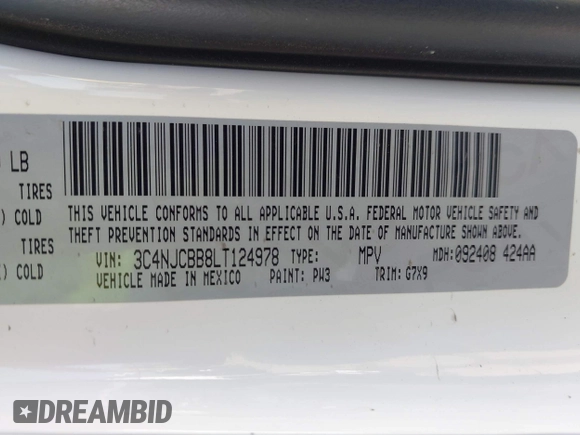 LB
TIRES
) COLD
TIRES
) COLD
THIS VEHICLE CONFORMS TO ALL APPLICABLE U.S.A. FEDERAL MOTOR VEHICLE SAFETY AND
THEFT PREVENTION STANDARDS IN EFFECT ON THE DATE OF MANUFACTURE SHOWN ABOVE.
VIN: 3C4NJCBB8LT124978 TYPE: MPV MDH: 092408 424AA
VEHICLE MADE IN MEXICO PAINT: PW3 TRIM: G7X9
DREAMBID